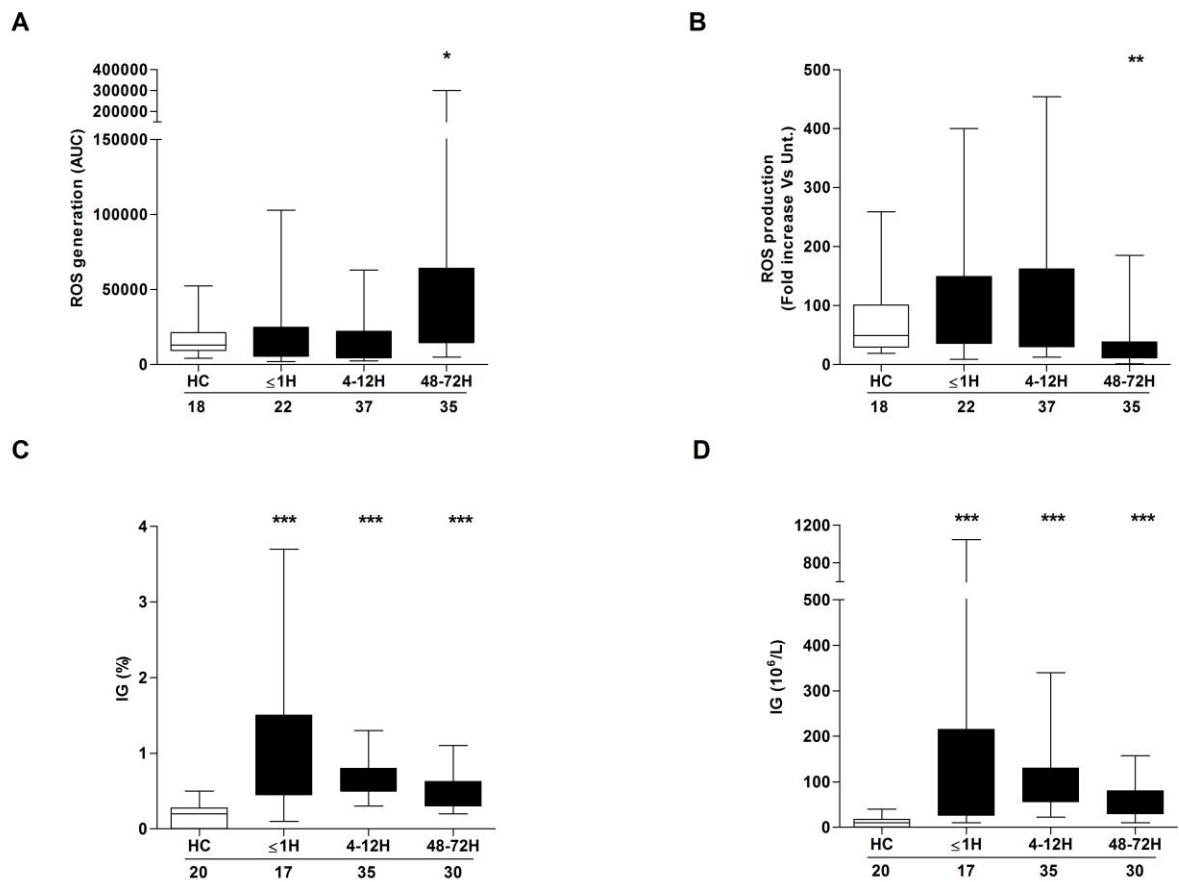 A
*
400000
300000
200000
150000
100000
50000
0
ROS generation (AUC)
HC ≤1H 4-12H 48-72H
18 22 37 35
B
**
500
400
300
200
100
0
ROS production
(Fold increase Vs Unt.)
HC ≤1H 4-12H 48-72H
18 22 37 35
C
*** *** ***
4
3
2
1
0
IG (%)
HC ≤1H 4-12H 48-72H
20 17 35 30
D
*** *** ***
1200
800
500
400
300
200
100
0
IG (10⁶/L)
HC ≤1H 4-12H 48-72H
20 17 35 30